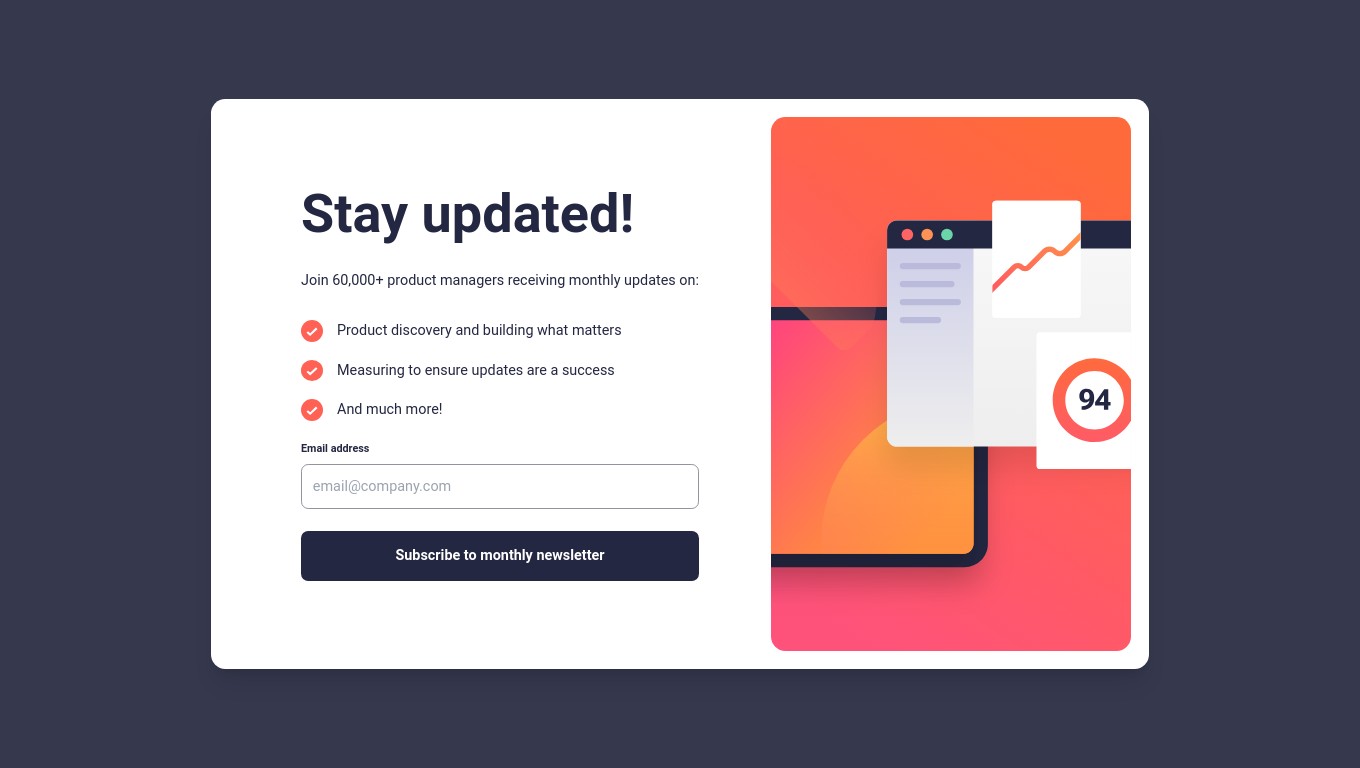 Stay updated!
Join 60,000+ product managers receiving monthly updates on:
Product discovery and building what matters
Measuring to ensure updates are a success
And much more!
Email address
email@company.com
Subscribe to monthly newsletter
94